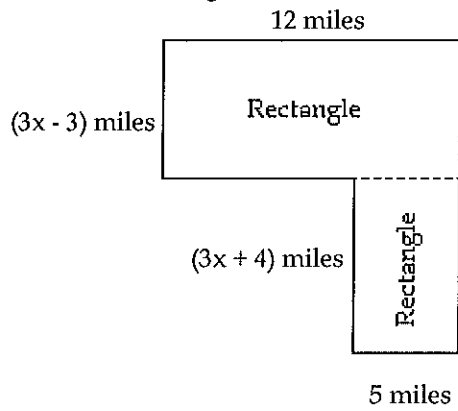 12 miles
(3x - 3) miles
Rectangle
(3x + 4) miles
Rectangle
5 miles